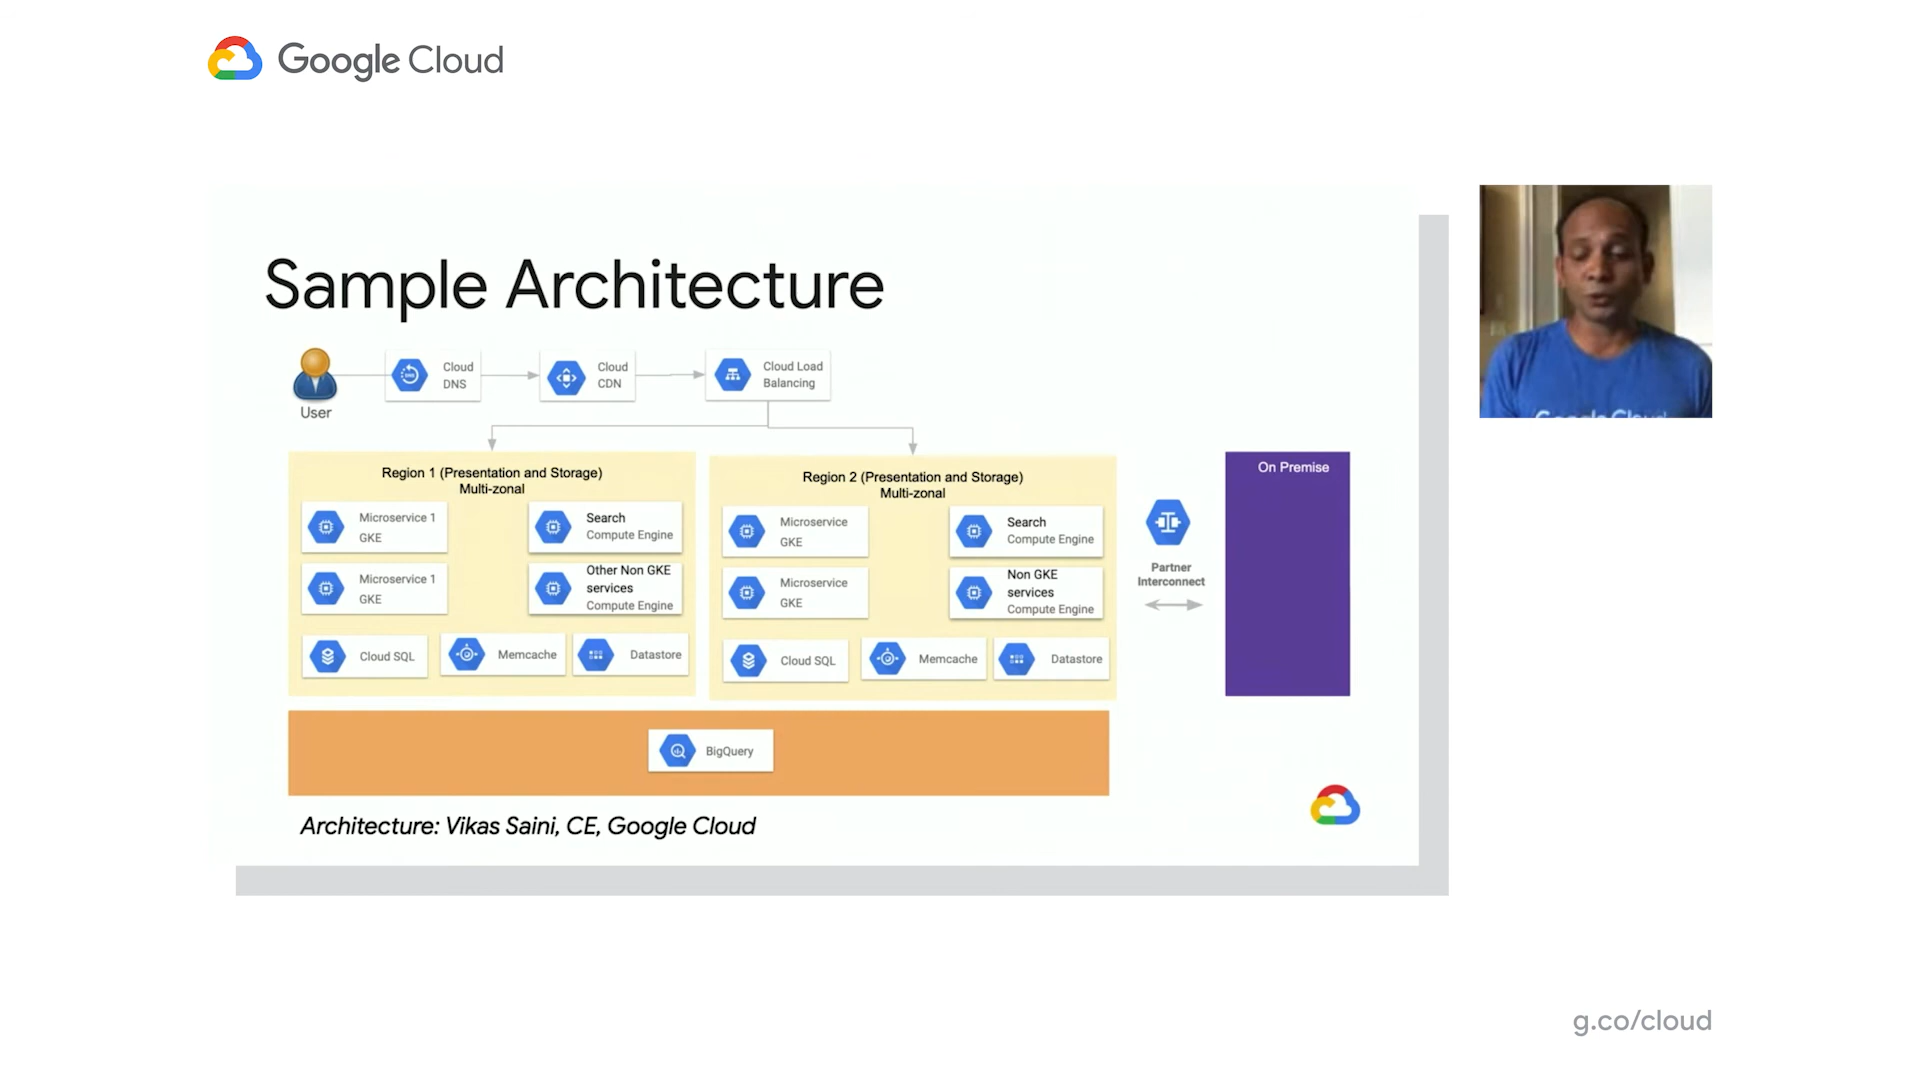 Google Cloud
Sample Architecture
User
Cloud
DNS
Cloud
CDN
Cloud Load
Balancing
Region 1 (Presentation and Storage)
Multi-zonal
Microservice 1
GKE
Search
Compute Engine
Microservice 1
GKE
Other Non GKE
services
Compute Engine
Cloud SQL
Memcache
Datastore
Region 2 (Presentation and Storage)
Multi-zonal
Microservice
GKE
Search
Compute Engine
Microservice
GKE
Non GKE
services
Compute Engine
Cloud SQL
Memcache
Datastore
Partner
Interconnect
On Premise
BigQuery
Architecture: Vikas Saini, CE, Google Cloud
Google Cloud
g.co/cloud